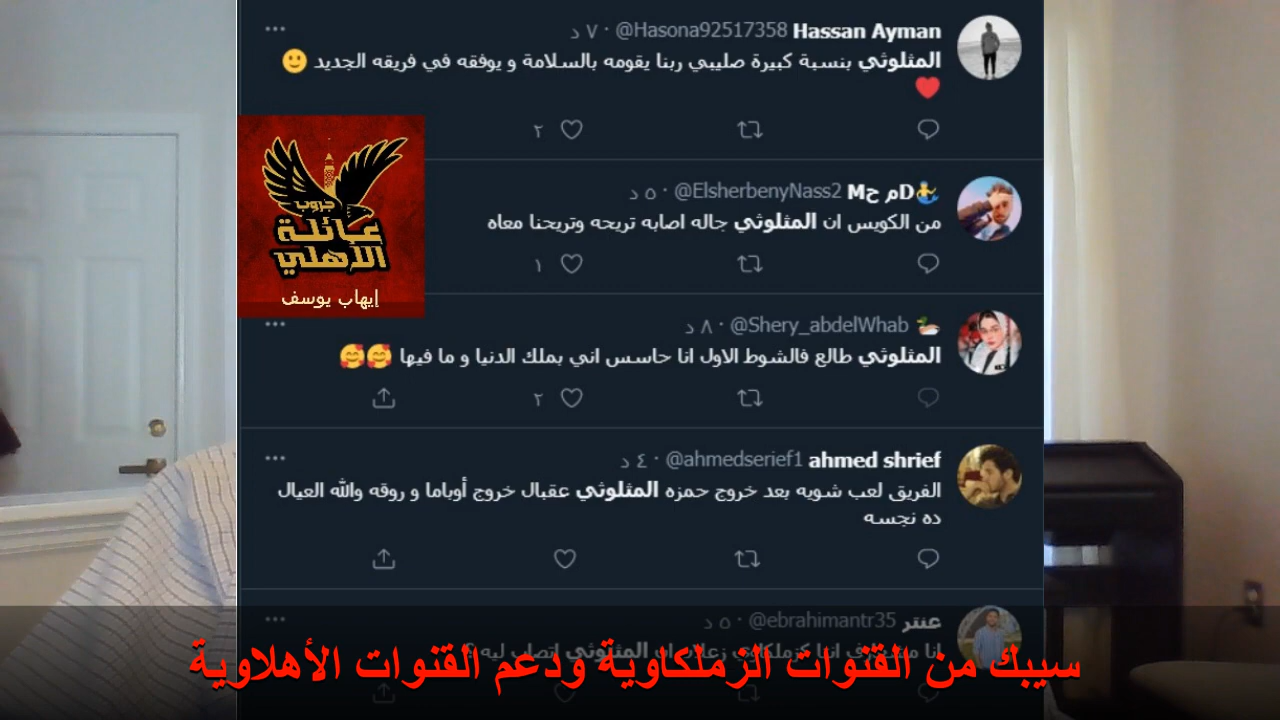 Hassan Ayman @Hasona92517358 · ٧ د
المثلوثي بنسبة كبيرة صليبي ربنا يقومه بالسلامة و يوفقه في فريقه الجديد 🙂
❤️
٢
Mم حD @ElsherbenyNass2 · ٥ د
من الكويس ان المثلوثي جاله اصابه تريحه وتريحنا معاه
١
جروب
عائلة
الأهلي
إيهاب يوسف
@Shery_abdelWhab · ٨ د
المثلوثي طالع فالشوط الاول انا حاسس اني بملك الدنيا و ما فيها 🥰🥰
٢
ahmed shrief @ahmedserief1 · ٤ د
الفريق لعب شويه بعد خروج حمزه المثلوثي عقبال خروج أوباما و روقه والله العيال
ده نجسه
عنتر @ebrahimantr35 · ٥ د
المثلوثي اتصاب ليه
سيبك من القنوات الزملكاوية ودعم القنوات الأهلاوية